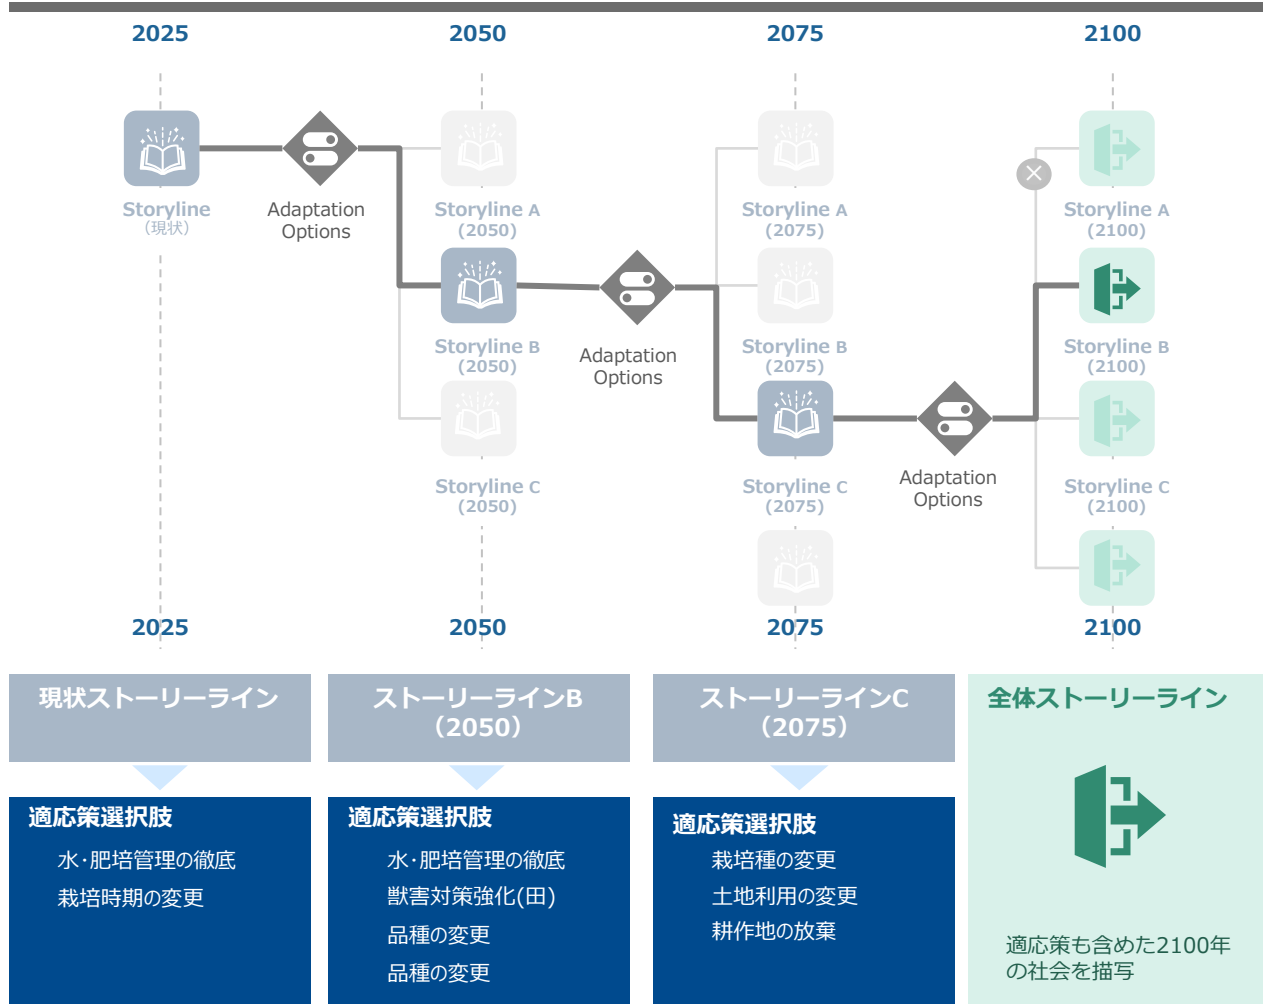 2025
2050
2075
2100
Storyline
（現状）
Adaptation
Options
Storyline A
(2050)
Storyline A
(2075)
Storyline A
(2100)
Storyline B
(2050)
Adaptation
Options
Storyline B
(2075)
Storyline B
(2100)
Storyline C
(2050)
Storyline C
(2075)
Adaptation
Options
Storyline C
(2100)
2025
2050
2075
2100
現状ストーリーライン
ストーリーラインB
（2050）
ストーリーラインC
（2075）
全体ストーリーライン
適応策選択肢
水・肥培管理の徹底
栽培時期の変更
適応策選択肢
水・肥培管理の徹底
獣害対策強化(田)
品種の変更
品種の変更
適応策選択肢
栽培種の変更
土地利用の変更
耕作地の放棄
適応策も含めた2100年
の社会を描写